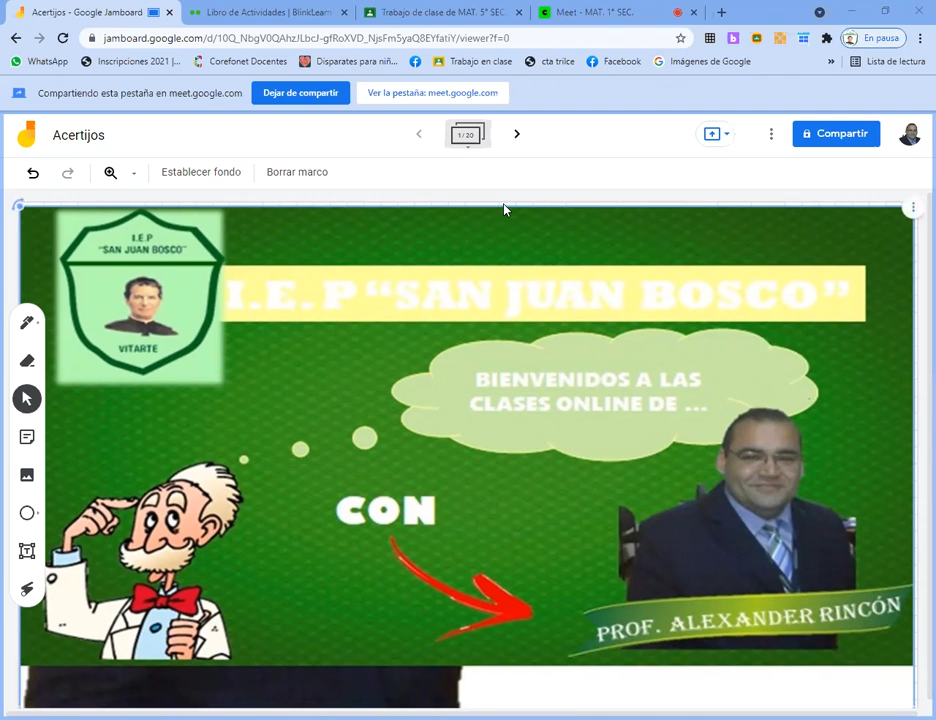 Acertijos - Google Jamboard
Libro de Actividades | BlinkLearn
Trabajo de clase de MAT. 5° SEC.
Meet - MAT. 1° SEC.
jamboard.google.com/d/10Q_NbgV0QAhzJLbcJ-gfRoXVD_NjsFm5yaQ8EYfatiY/viewer?f=0
En pausa
WhatsApp
Inscripciones 2021 |...
Corefonet Docentes
Disparates para niñ...
Trabajo en clase
cta trilce
Facebook
Imágenes de Google
»
Lista de lectura
Compartiendo esta pestaña en meet.google.com
Dejar de compartir
Ver la pestaña: meet.google.com
Acertijos
1/20
Compartir
Establecer fondo
Borrar marco
I.E.P
"SAN JUAN BOSCO"
VITARTE
I.E.P “SAN JUAN BOSCO”
BIENVENIDOS A LAS
CLASES ONLINE DE ...
CON
PROF. ALEXANDER RINCÓN